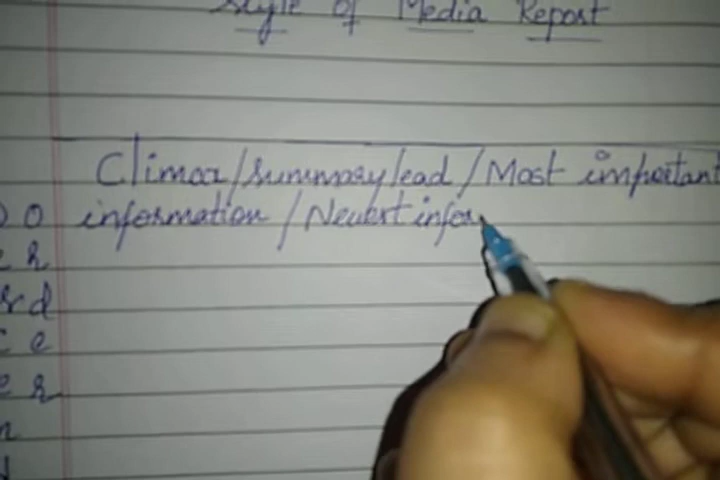 Style of Media Report
Climax/summary lead/Most important
o information / Newest infor
e r
r d
c e
e r
n